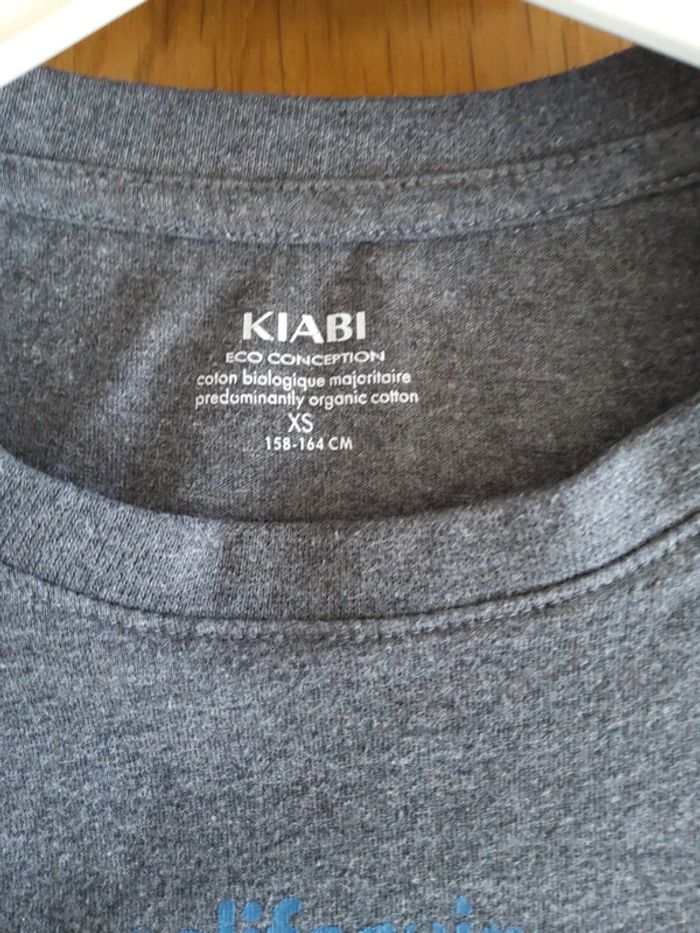 KIABI
ECO CONCEPTION
coton biologique majoritaire
predominantly organic cotton
XS
158-164 CM